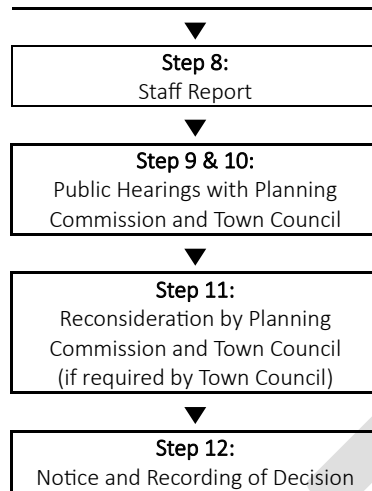 Step 8:
Staff Report
Step 9 & 10:
Public Hearings with Planning
Commission and Town Council
Step 11:
Reconsideration by Planning
Commission and Town Council
(if required by Town Council)
Step 12:
Notice and Recording of Decision